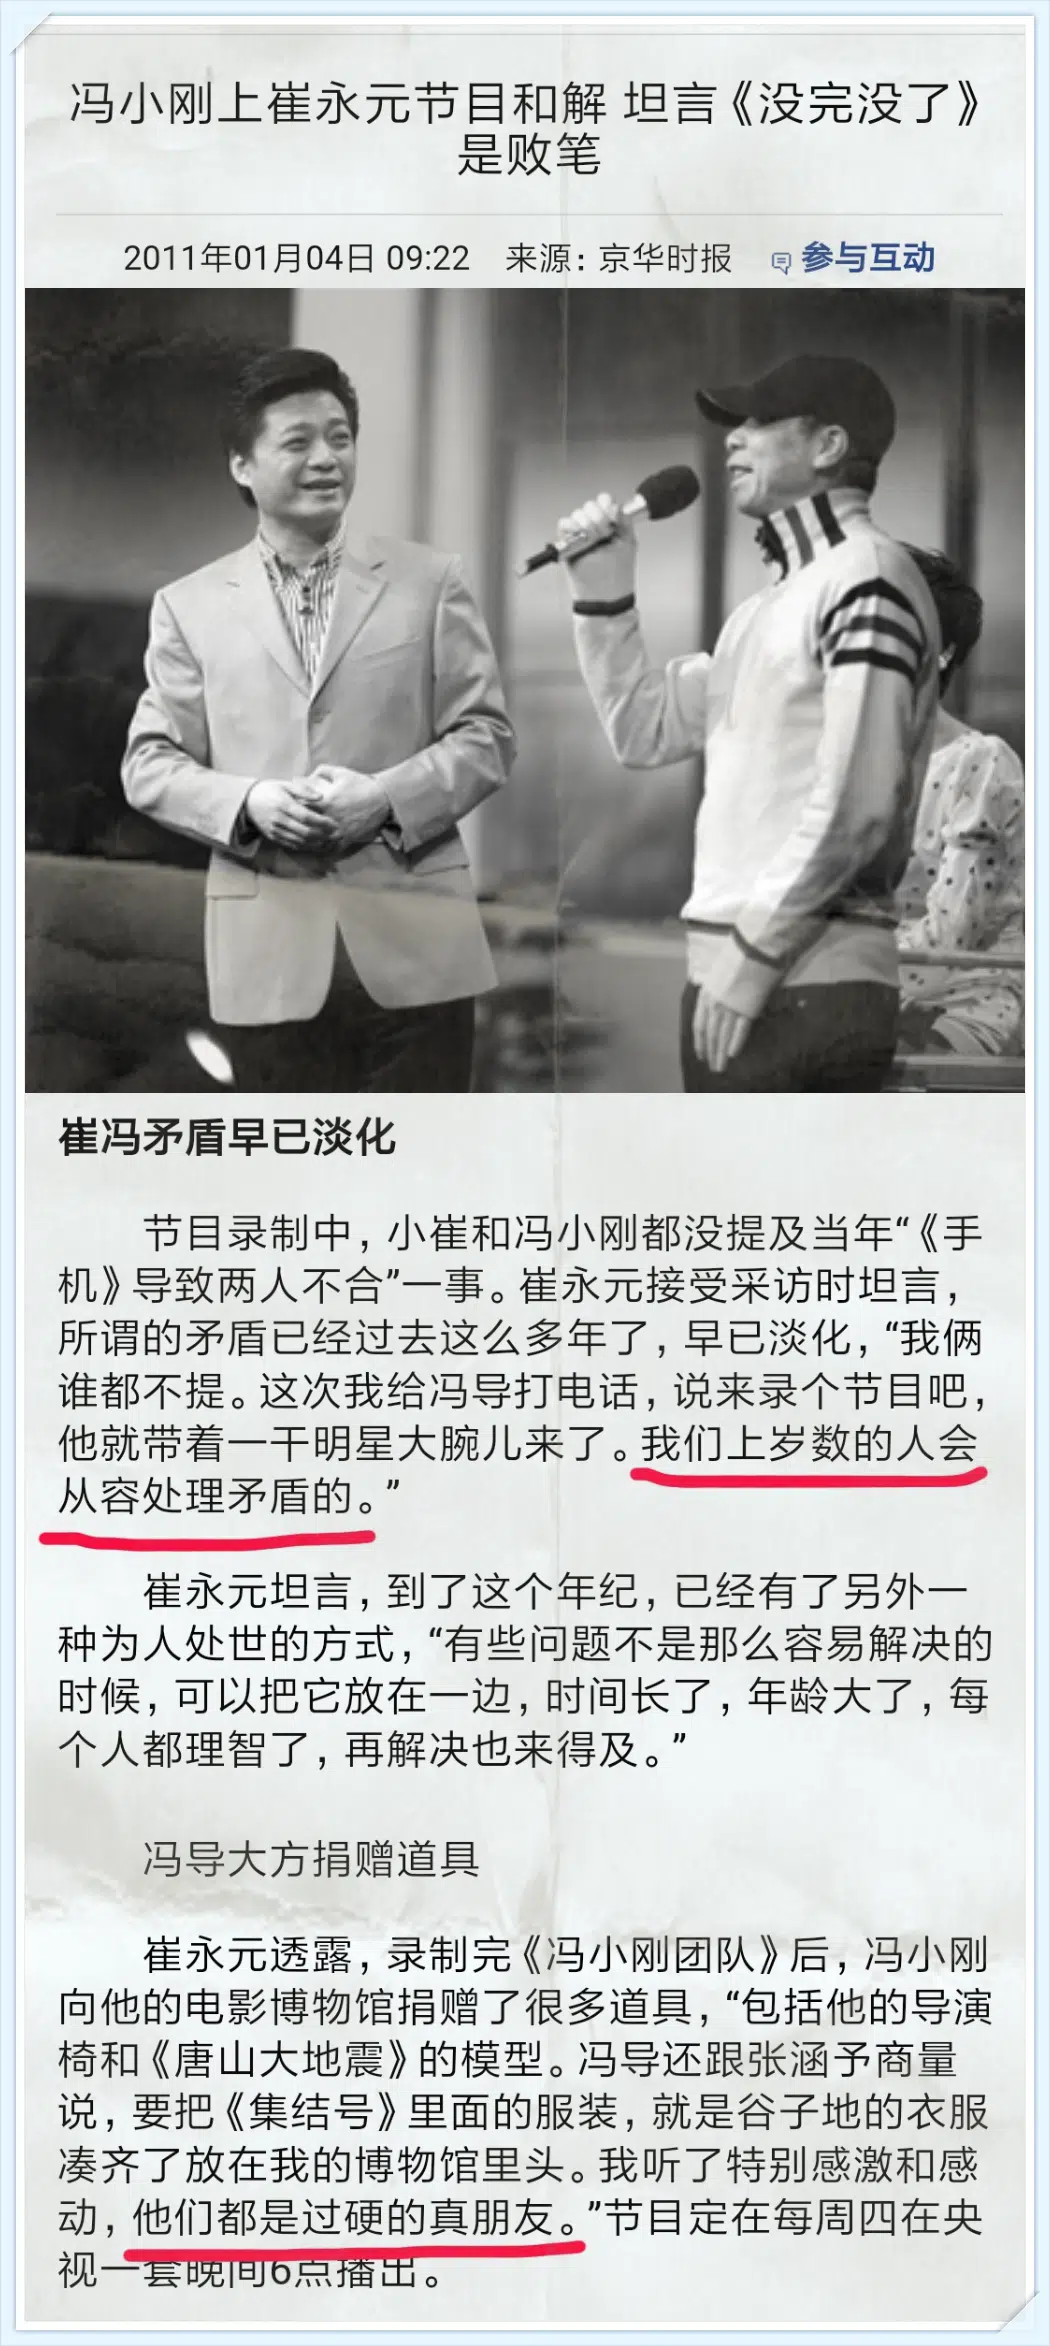 冯小刚上崔永元节目和解 坦言《没完没了》
是败笔
2011年01月04日 09:22 来源：京华时报 参与互动
崔冯矛盾早已淡化
节目录制中，小崔和冯小刚都没提及当年“《手
机》导致两人不合”一事。崔永元接受采访时坦言，
所谓的矛盾已经过去这么多年了，早已淡化，“我俩
谁都不提。这次我给冯导打电话，说来录个节目吧，
他就带着一干明星大腕儿来了。我们上岁数的人会
从容处理矛盾的。”
崔永元坦言，到了这个年纪，已经有了另外一
种为人处世的方式，“有些问题不是那么容易解决的
时候，可以把它放在一边，时间长了，年龄大了，每
个人都理智了，再解决也来得及。”
冯导大方捐赠道具
崔永元透露，录制完《冯小刚团队》后，冯小刚
向他的电影博物馆捐赠了很多道具，“包括他的导演
椅和《唐山大地震》的模型。冯导还跟张涵予商量
说，要把《集结号》里面的服装，就是谷子地的衣服
凑齐了放在我的博物馆里头。我听了特别感激和感
动，他们都是过硬的真朋友。”节目定在每周四在央
视一套晚间6点播出。